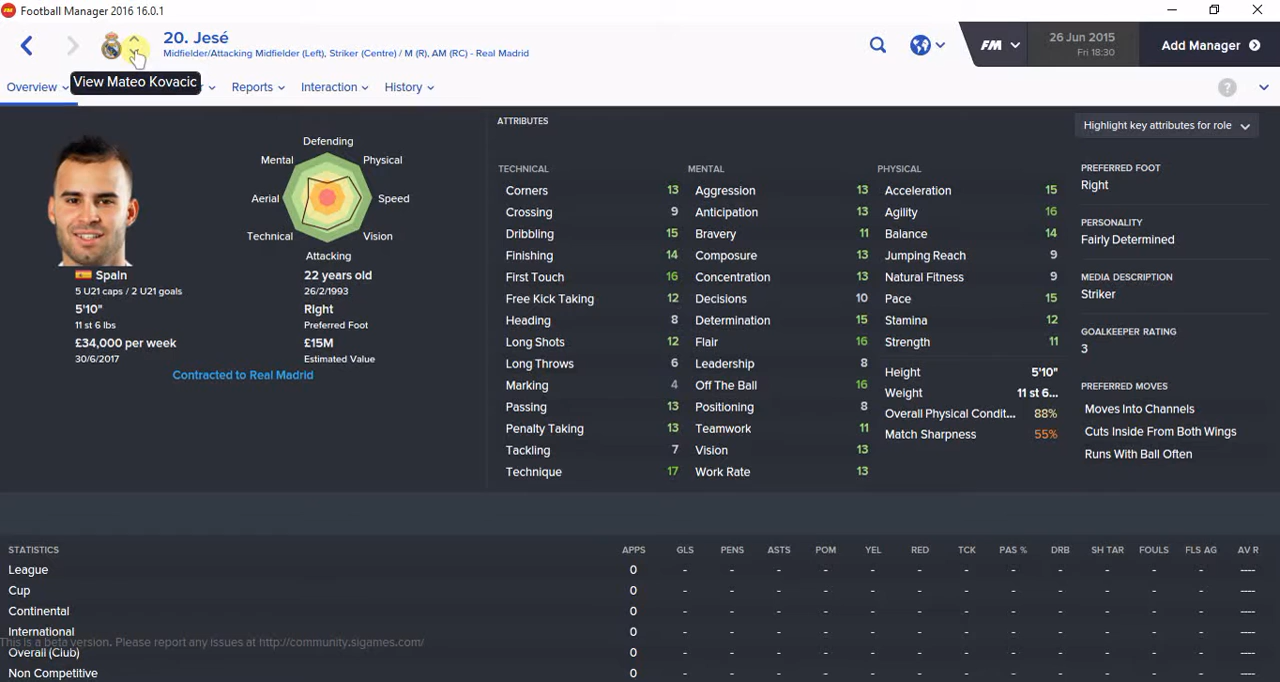 Football Manager 2016 16.0.1
20. Jesé
Midfielder/Attacking Midfielder (Left), Striker (Centre) / M (R), AM (RC) - Real Madrid
FM
26 Jun 2015
Fri 18:30
Add Manager
View Mateo Kovacic
Overview
Reports
Interaction
History
?
Defending
Mental
Physical
Aerial
Speed
Technical
Vision
Attacking
Spain
5 U21 caps / 2 U21 goals
5'10"
11 st 6 lbs
£34,000 per week
30/6/2017
22 years old
26/2/1993
Right
Preferred Foot
£15M
Estimated Value
Contracted to Real Madrid
ATTRIBUTES
Highlight key attributes for role
TECHNICAL
Corners 13
Crossing 9
Dribbling 15
Finishing 14
First Touch 16
Free Kick Taking 12
Heading 8
Long Shots 12
Long Throws 6
Marking 4
Passing 13
Penalty Taking 13
Tackling 7
Technique 17
MENTAL
Aggression 13
Anticipation 13
Bravery 11
Composure 13
Concentration 13
Decisions 10
Determination 15
Flair 16
Leadership 8
Off The Ball 16
Positioning 8
Teamwork 11
Vision 13
Work Rate 13
PHYSICAL
Acceleration 15
Agility 16
Balance 14
Jumping Reach 9
Natural Fitness 9
Pace 15
Stamina 12
Strength 11
Height 5'10"
Weight 11 st 6...
Overall Physical Condit... 88%
Match Sharpness 55%
PREFERRED FOOT
Right
PERSONALITY
Fairly Determined
MEDIA DESCRIPTION
Striker
GOALKEEPER RATING
3
PREFERRED MOVES
Moves Into Channels
Cuts Inside From Both Wings
Runs With Ball Often
STATISTICS APPS GLS PENS ASTS POM YEL RED TCK PAS % DRB SH TAR FOULS FLS AG AV R
League 0 - - - - - - - - - - - - ----
Cup 0 - - - - - - - - - - - - ----
Continental 0 - - - - - - - - - - - - ----
International 0 - - - - - - - - - - - - ----
This is a beta version. Please report any issues at http://community.sigames.com/
Overall (Club) 0 - - - - - - - - - - - - ----
Non Competitive 0 - - - - - - - - - - - - ----